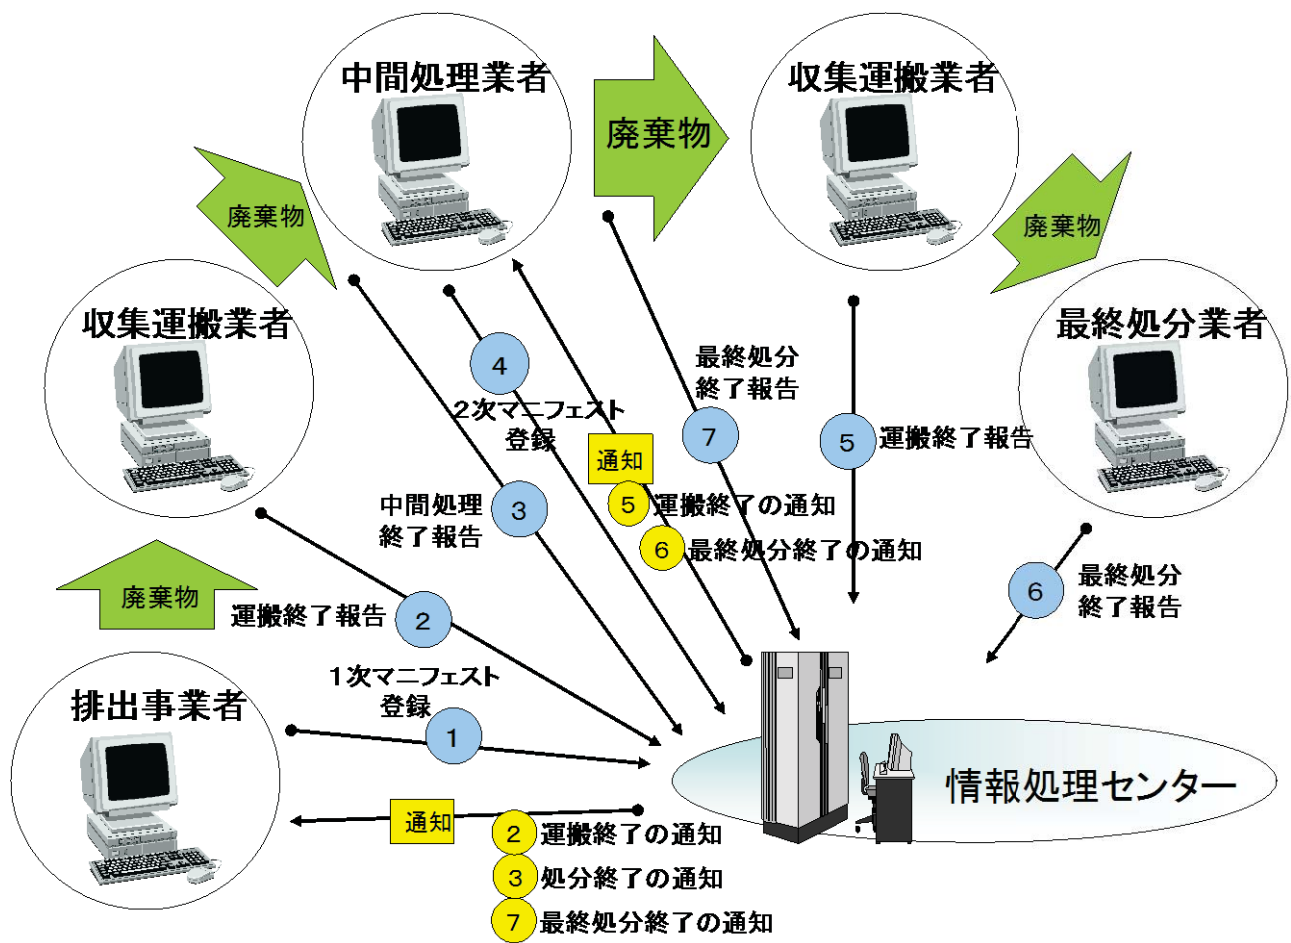 中間処理業者
収集運搬業者
廃棄物
廃棄物
廃棄物
収集運搬業者
最終処分業者
4
2次マニフェスト
登録
最終処分
終了報告
7
5
運搬終了報告
通知
5
運搬終了の通知
6
最終処分終了の通知
中間処理
終了報告
3
6
最終処分
終了報告
廃棄物
運搬終了報告
2
1次マニフェスト
登録
1
排出事業者
情報処理センター
通知
2
運搬終了の通知
3
処分終了の通知
7
最終処分終了の通知